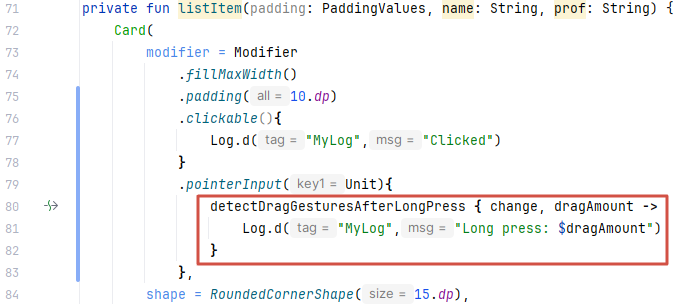 71 private fun listItem(padding: PaddingValues, name: String, prof: String) {
72 Card(
73 modifier = Modifier
74 .fillMaxWidth()
75 .padding( all = 10.dp)
76 .clickable(){
77 Log.d( tag = "MyLog", msg = "Clicked")
78 }
79 .pointerInput( key1 = Unit){
80 detectDragGesturesAfterLongPress { change, dragAmount ->
81 Log.d( tag = "MyLog", msg = "Long press: $dragAmount")
82 }
83 },
84 shape = RoundedCornerShape( size = 15.dp),